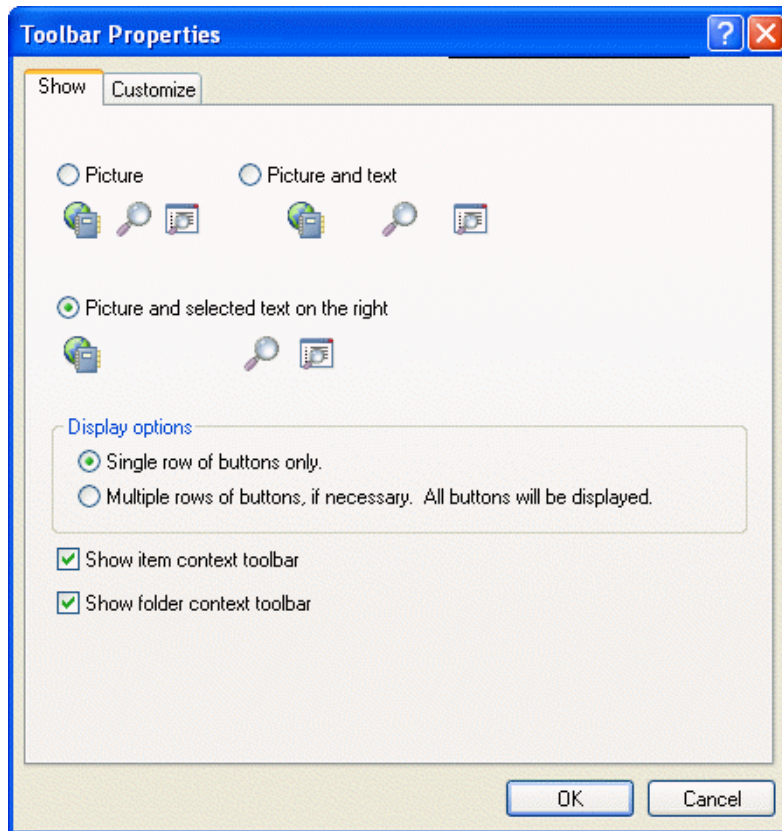 Toolbar Properties
Show Customize
Picture Picture and text
Picture and selected text on the right
Display options
Single row of buttons only.
Multiple rows of buttons, if necessary. All buttons will be displayed.
Show item context toolbar
Show folder context toolbar
OK Cancel